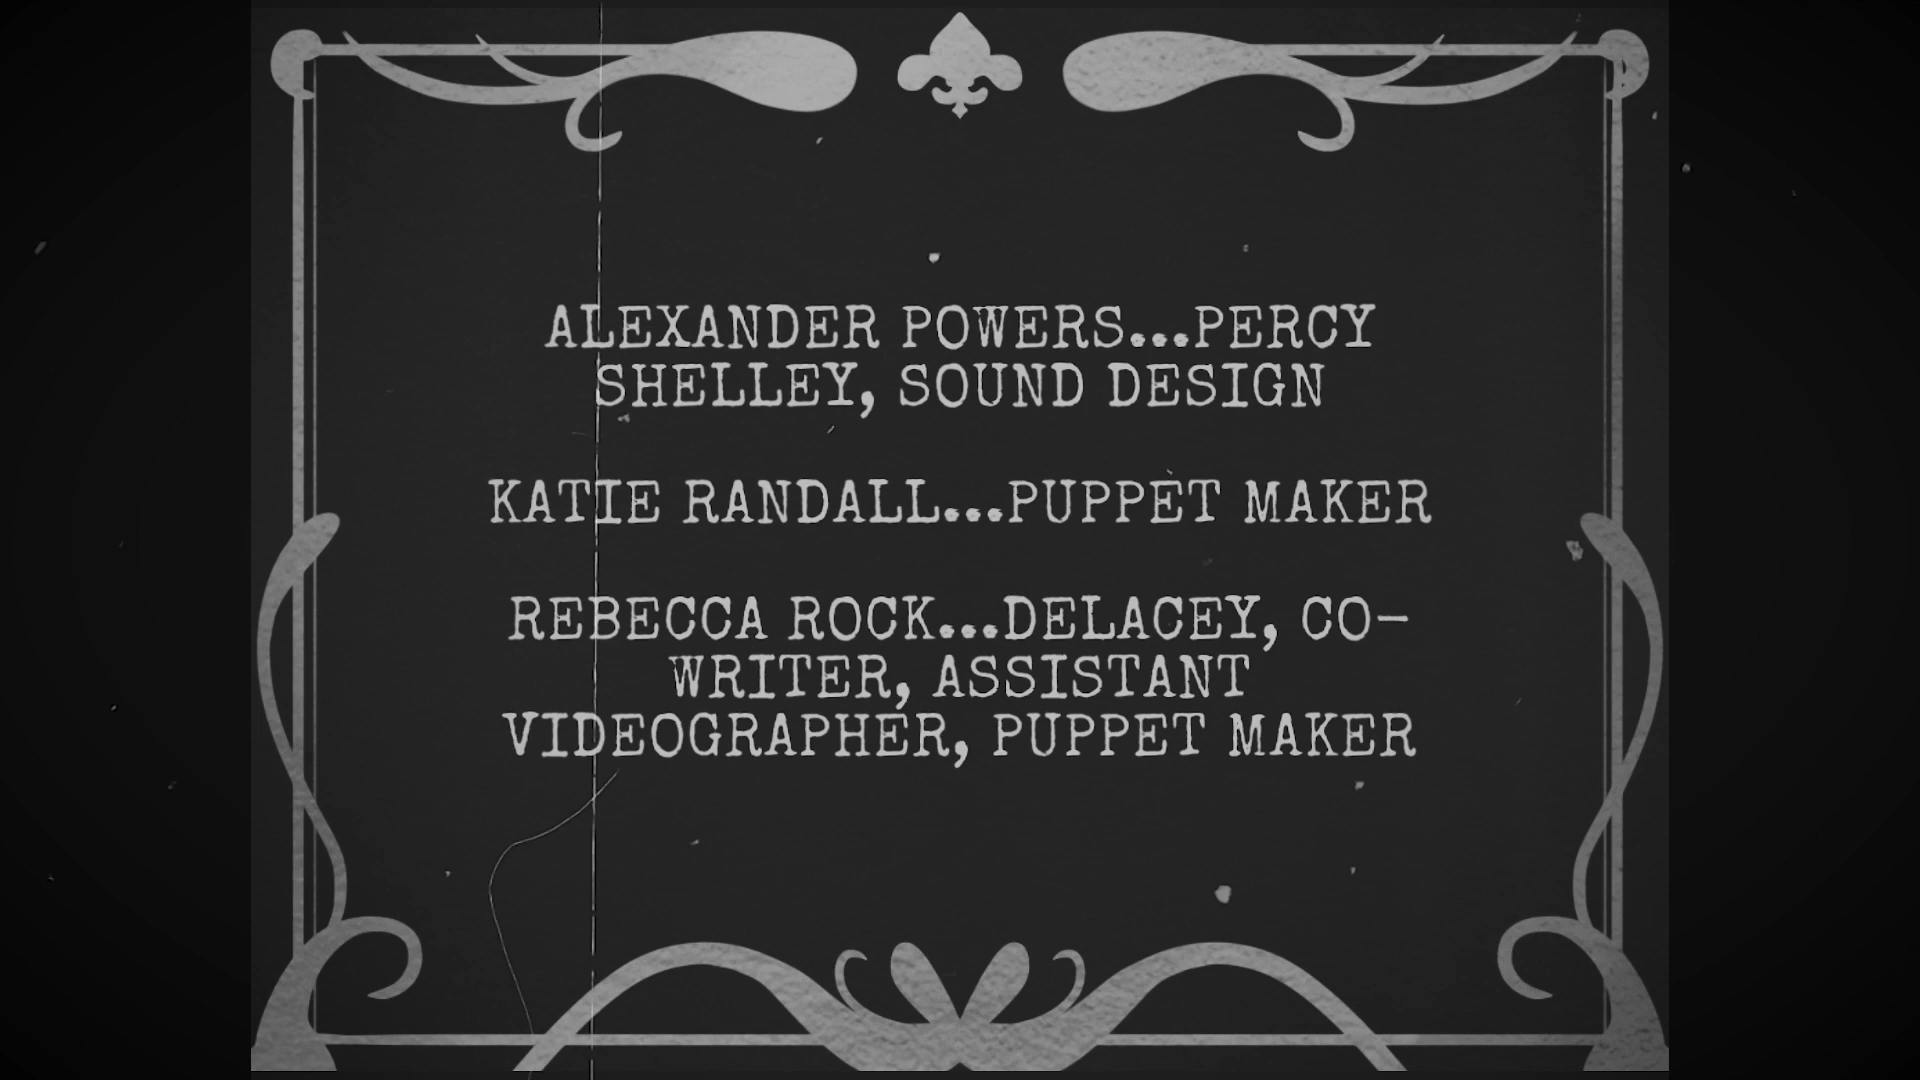 ALEXANDER POWERS...PERCY
SHELLEY, SOUND DESIGN
KATIE RANDALL...PUPPET MAKER
REBECCA ROCK...DELACEY, CO-
WRITER, ASSISTANT
VIDEOGRAPHER, PUPPET MAKER